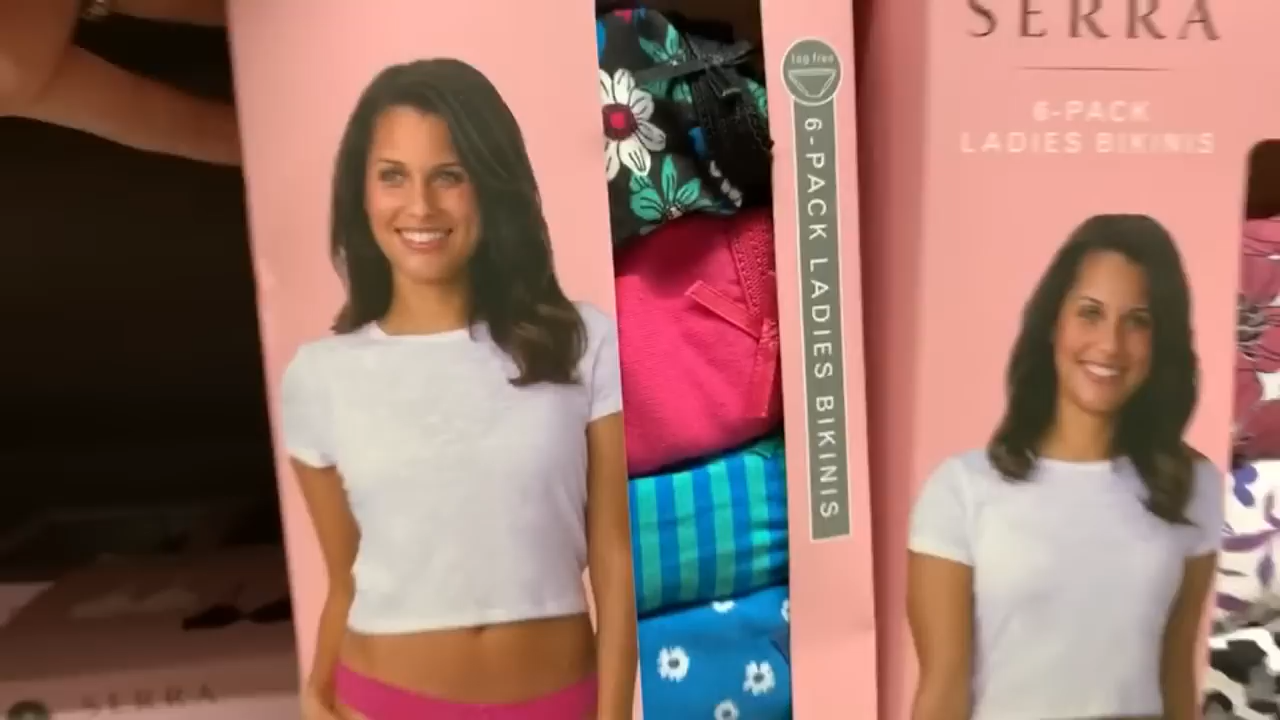 tag free
6-PACK LADIES BIKINIS
SERRA
6-PACK
LADIES BIKINIS
SERRA